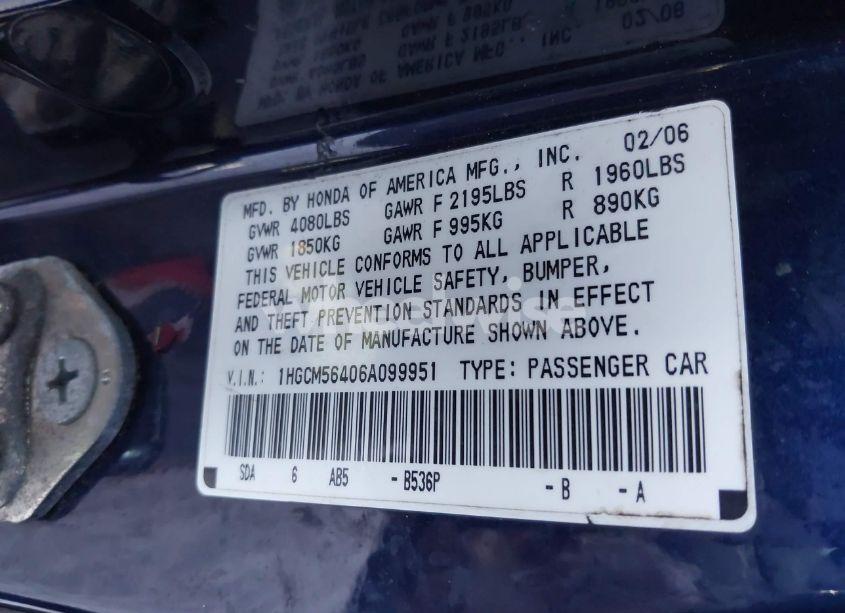 MFD. BY HONDA OF AMERICA MFG., INC. 02/06
GVWR 4080LBS GAWR F 2195LBS R 1960LBS
GVWR 1850KG GAWR F 995KG R 890KG
THIS VEHICLE CONFORMS TO ALL APPLICABLE
FEDERAL MOTOR VEHICLE SAFETY, BUMPER,
AND THEFT PREVENTION STANDARDS IN EFFECT
ON THE DATE OF MANUFACTURE SHOWN ABOVE.
V.I.N.: 1HGCM56406A099951 TYPE: PASSENGER CAR
SDA 6 AB5 - B536P - B - A